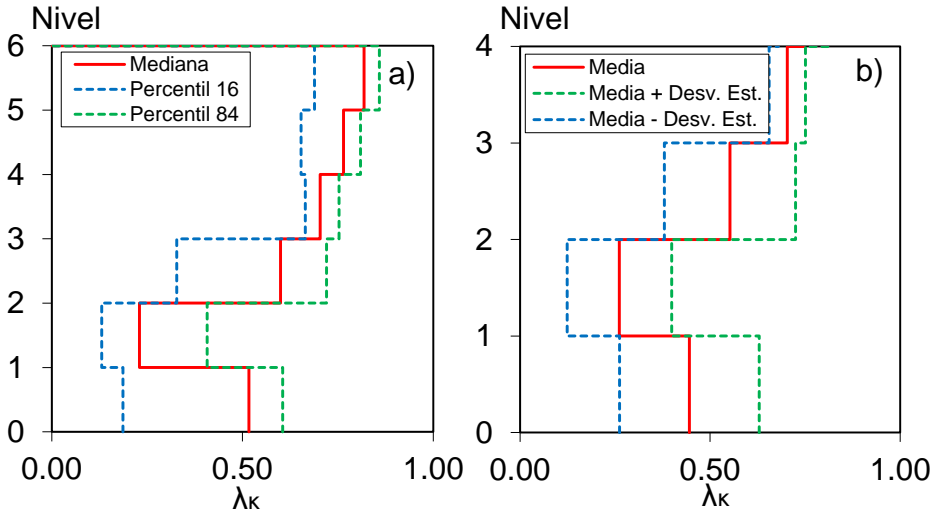 Nivel
6
5
4
3
2
1
0
Mediana
Percentil 16
Percentil 84
a)
0.00
0.50
1.00
λκ
Nivel
4
3
2
1
0
Media
Media + Desv. Est.
Media - Desv. Est.
b)
0.00
0.50
1.00
λκ